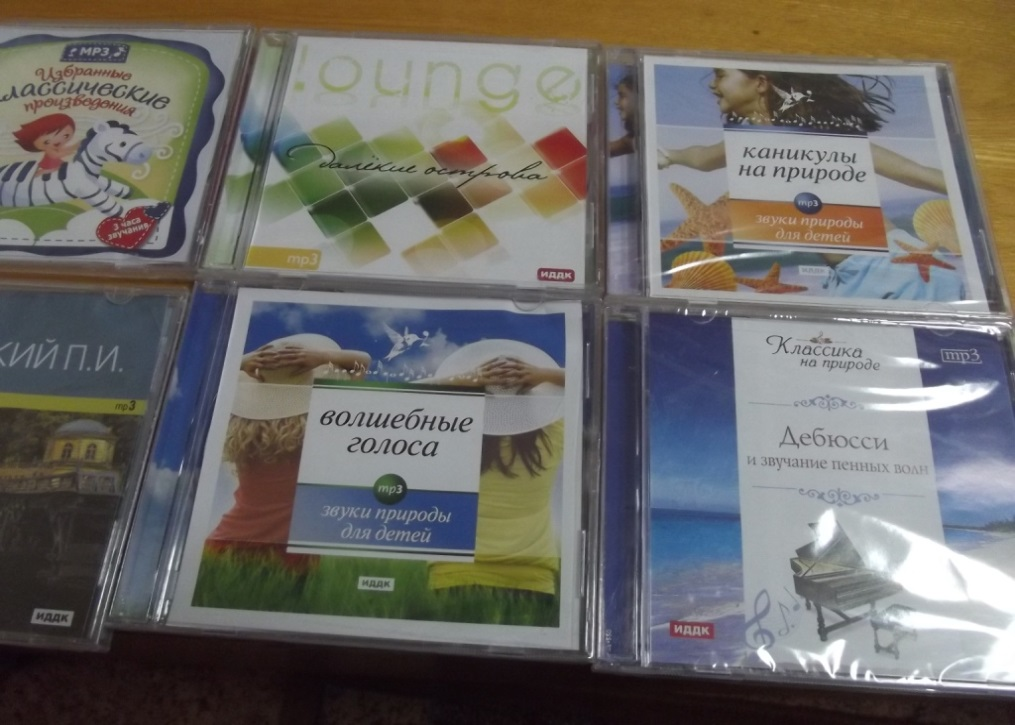 MP3
Избранные
классические
произведения
3 часа
звучания
lounge
далёкие острова
mp3
иддк
каникулы
на природе
mp3
звуки природы
для детей
иддк
П.И.
mp3
иддк
волшебные
голоса
mp3
звуки природы
для детей
иддк
Классика
на природе
mp3
Дебюсси
и звучание пенных волн
иддк